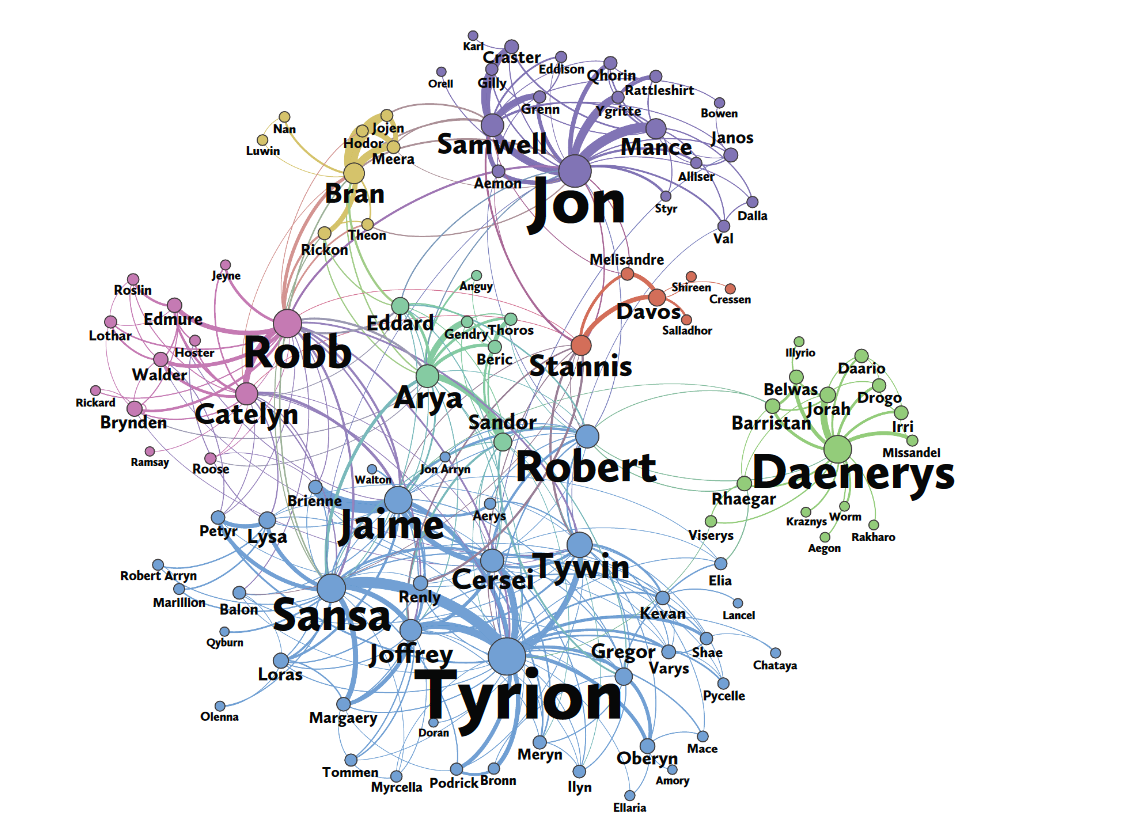 Karl
Craster
Orell
Gilly
Eddison
Qhorin
Rattleshirt
Grenn
Ygritte
Bowen
Nan
Jojen
Hodor
Luwin
Meera
Samwell
Mance
Janos
Aemon
Alliser
Bran
Jon
Styr
Dalla
Theon
Rickon
Val
Melisandre
Jeyne
Roslin
Anguy
Shireen
Cressen
Edmure
Eddard
Davos
Salladhor
Lothar
Gendry
Thoros
Hoster
Robb
Beric
Illyrio
Walder
Stannis
Daario
Belwas
Drogo
Rickard
Arya
Jorah
Catelyn
Brynden
Sandor
Barristan
Irri
Missandei
Ramsay
Roose
Jon Arryn
Robert
Daenerys
Walton
Brienne
Rhaegar
Aerys
Kraznys
Worm
Petyr
Lysa
Jaime
Viserys
Rakharo
Aegon
Robert Arryn
Cersei
Tywin
Elia
Marillion
Balon
Renly
Sansa
Kevan
Lancel
Qyburn
Joffrey
Gregor
Varys
Shae
Chataya
Loras
Tyrion
Pycelle
Olenna
Margaery
Doran
Meryn
Oberyn
Mace
Tommen
Myrcella
Podrick
Bronn
Ilyn
Amory
Ellaria